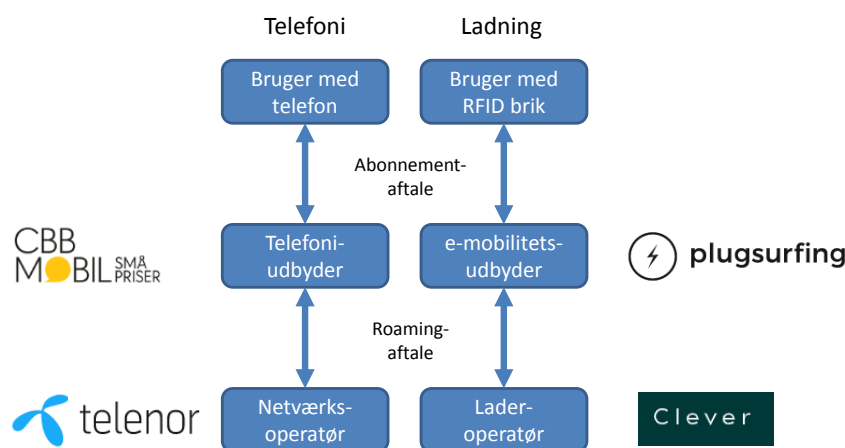 Telefoni
Ladning
Bruger med
telefon
Bruger med
RFID brik
Abonnement-
aftale
CBB
MOBIL SMÅ
PRISER
Telefoni-
udbyder
e-mobilitets-
udbyder
plugsurfing
Roaming-
aftale
telenor
Netværks-
operatør
Lader-
operatør
Clever